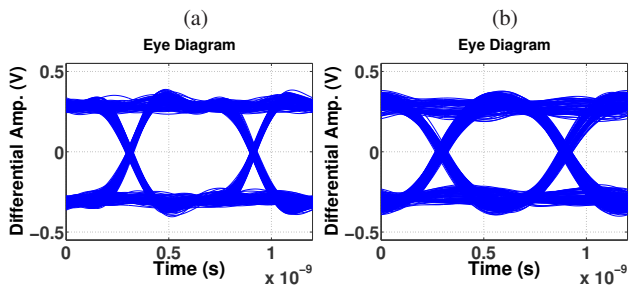 (a)
Eye Diagram
Differential Amp. (V)
0.5
0
−0.5
0
0.5
1
Time (s)
x 10⁻⁹
(b)
Eye Diagram
Differential Amp. (V)
0.5
0
−0.5
0
0.5
1
Time (s)
x 10⁻⁹